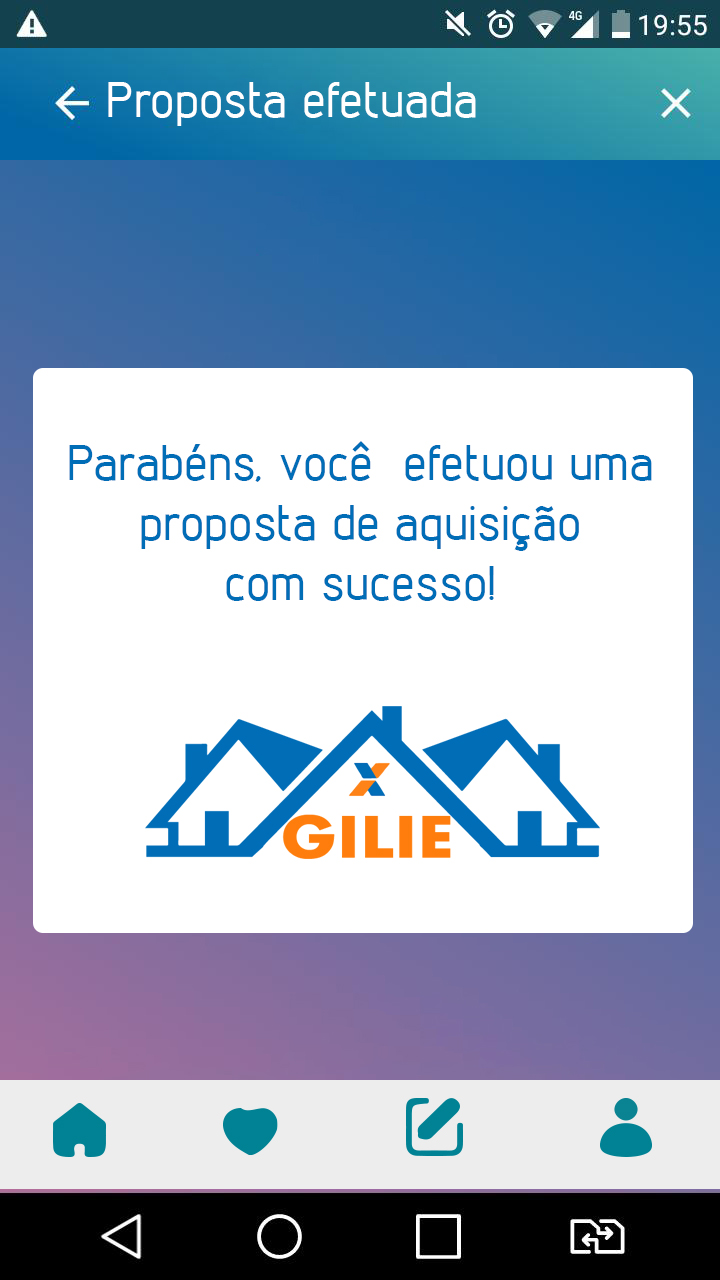 4G 19:55
Proposta efetuada
Parabéns, você efetuou uma
proposta de aquisição
com sucesso!
X
GILIE